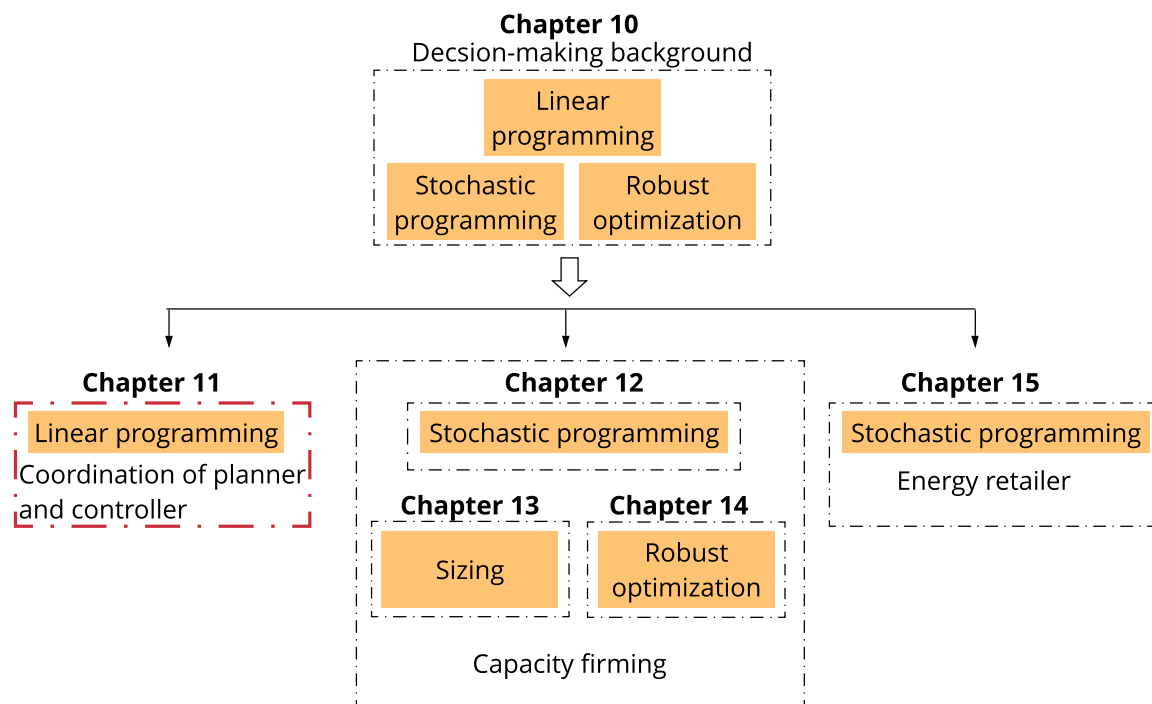 Chapter 10
Decsion-making background
Linear
programming
Stochastic
programming
Robust
optimization
Chapter 11
Linear programming
Coordination of planner
and controller
Chapter 12
Stochastic programming
Chapter 13
Sizing
Chapter 14
Robust
optimization
Capacity firming
Chapter 15
Stochastic programming
Energy retailer